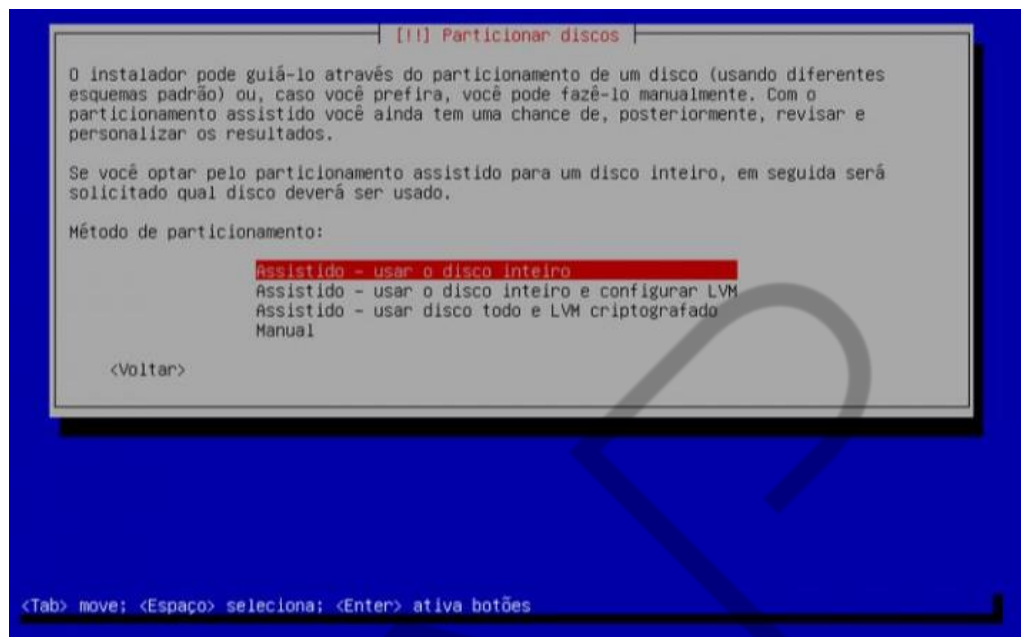 [!!] Particionar discos
O instalador pode guiá-lo através do particionamento de um disco (usando diferentes
esquemas padrão) ou, caso você prefira, você pode fazê-lo manualmente. Com o
particionamento assistido você ainda tem uma chance de, posteriormente, revisar e
personalizar os resultados.
Se você optar pelo particionamento assistido para um disco inteiro, em seguida será
solicitado qual disco deverá ser usado.
Método de particionamento:
Assistido - usar o disco inteiro
Assistido - usar o disco inteiro e configurar LVM
Assistido - usar disco todo e LVM criptografado
Manual
<Voltar>
<Tab> move; <Espaço> seleciona; <Enter> ativa botões